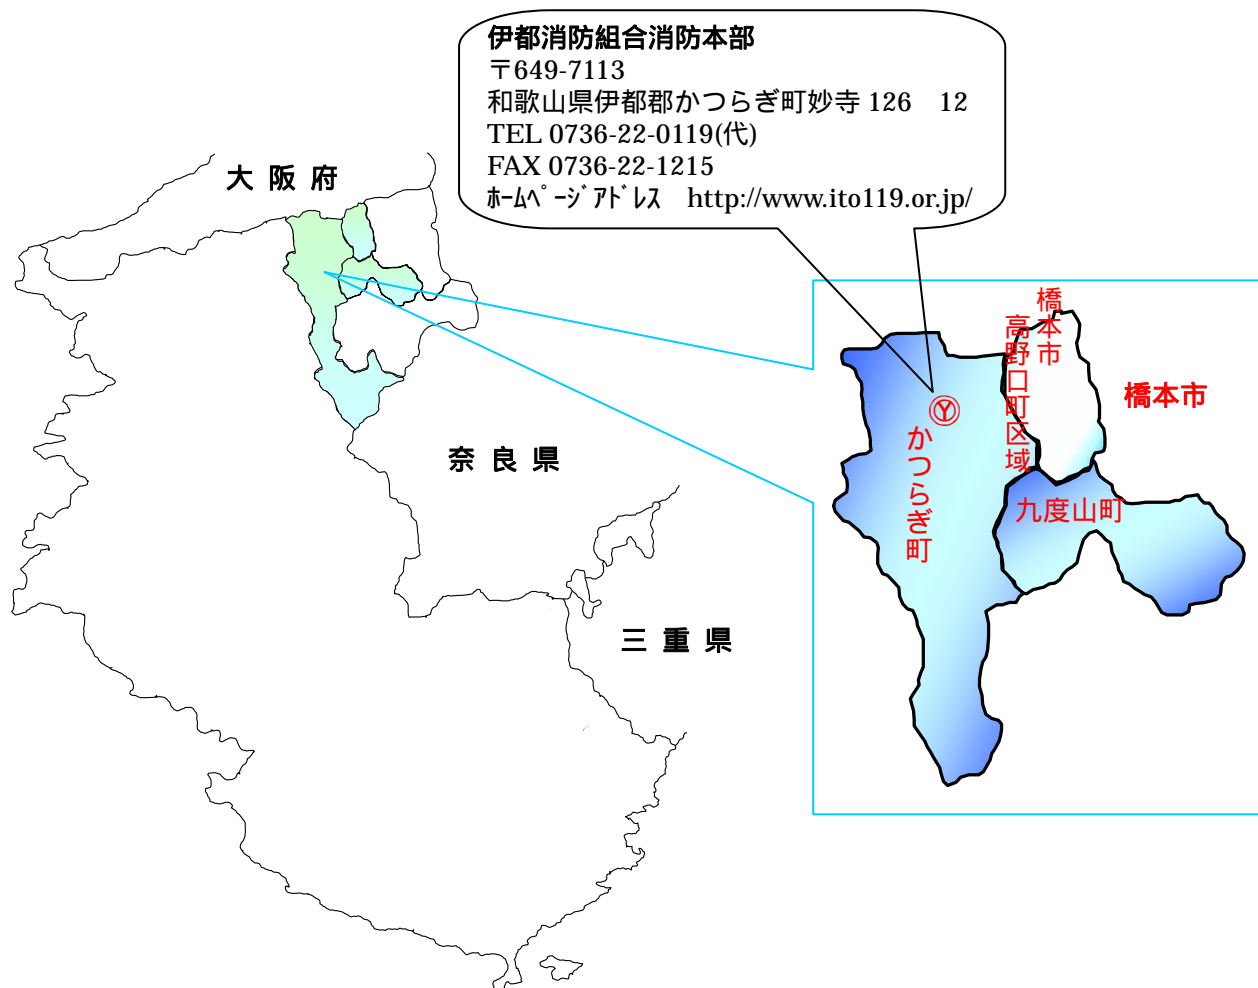 伊都消防組合消防本部
〒649-7113
和歌山県伊都郡かつらぎ町妙寺 126　12
TEL 0736-22-0119(代)
FAX 0736-22-1215
ﾎｰﾑﾍﾟｰｼﾞｱﾄﾞﾚｽ　http://www.ito119.or.jp/
大 阪 府
奈 良 県
三 重 県
橋本市
高野口町区域
橋本市
Ⓨ
かつらぎ町
九度山町